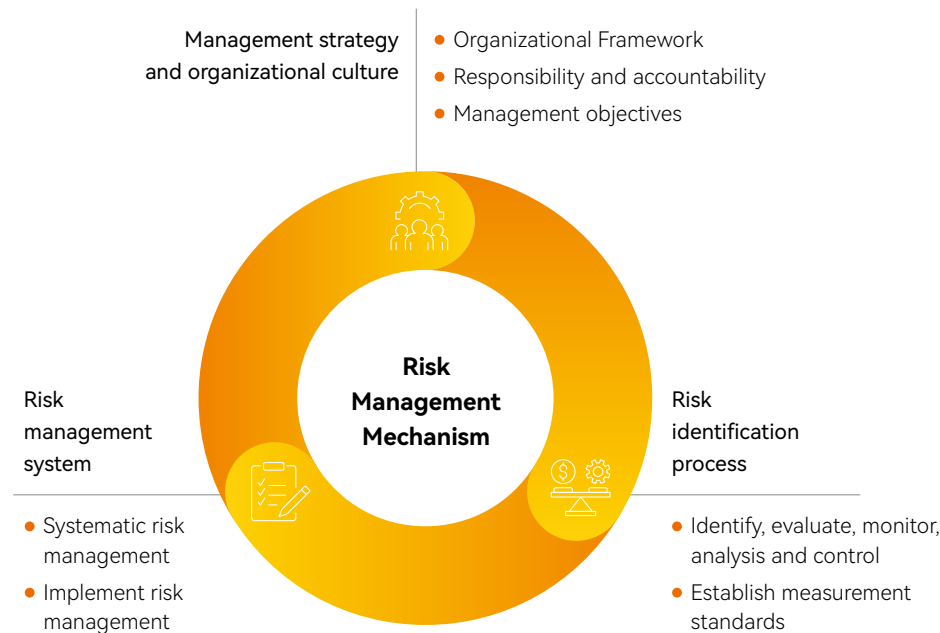 Management strategy
and organizational culture
Organizational Framework
Responsibility and accountability
Management objectives
Risk
Management
Mechanism
Risk
management
system
Systematic risk
management
Implement risk
management
Risk
identification
process
Identify, evaluate, monitor,
analysis and control
Establish measurement
standards
$